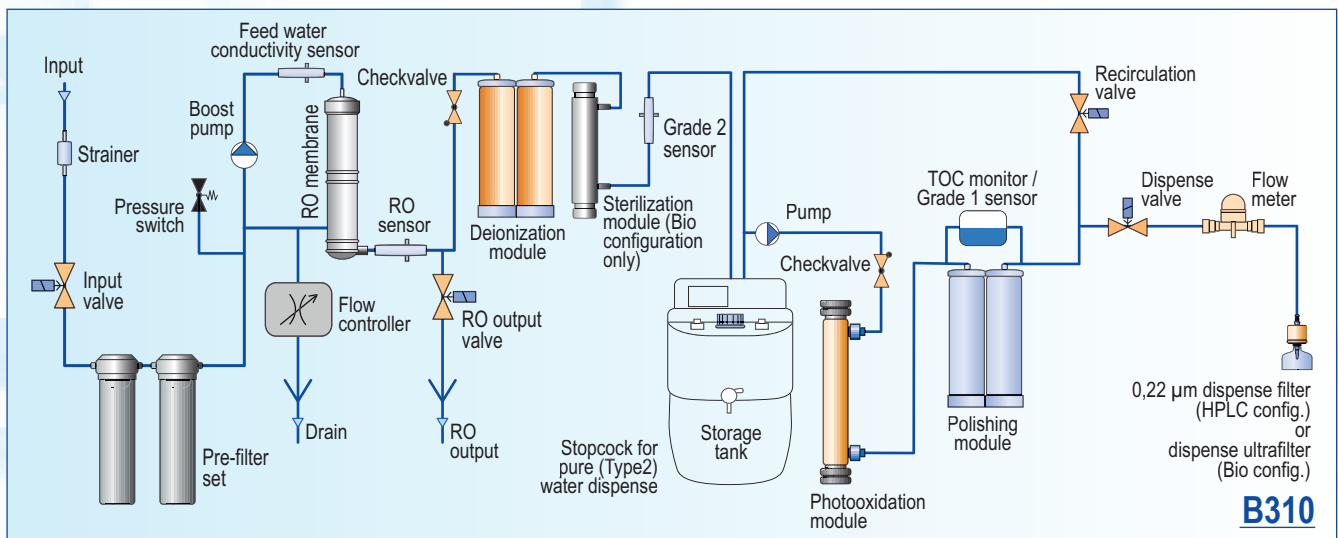 Feed water
conductivity sensor
Input
Checkvalve
Recirculation
valve
Boost
pump
Strainer
RO membrane
Grade 2
sensor
Pressure
switch
RO
sensor
Deionization
module
Sterilization
module (Bio
configuration
only)
Pump
TOC monitor /
Grade 1 sensor
Dispense
valve
Flow
meter
Checkvalve
Input
valve
Flow
controller
RO output
valve
Pre-filter
set
Drain
RO
output
Stopcock for
pure (Type2)
water dispense
Storage
tank
Photooxidation
module
Polishing
module
0,22 µm dispense filter
(HPLC config.)
or
dispense ultrafilter
(Bio config.)
B310